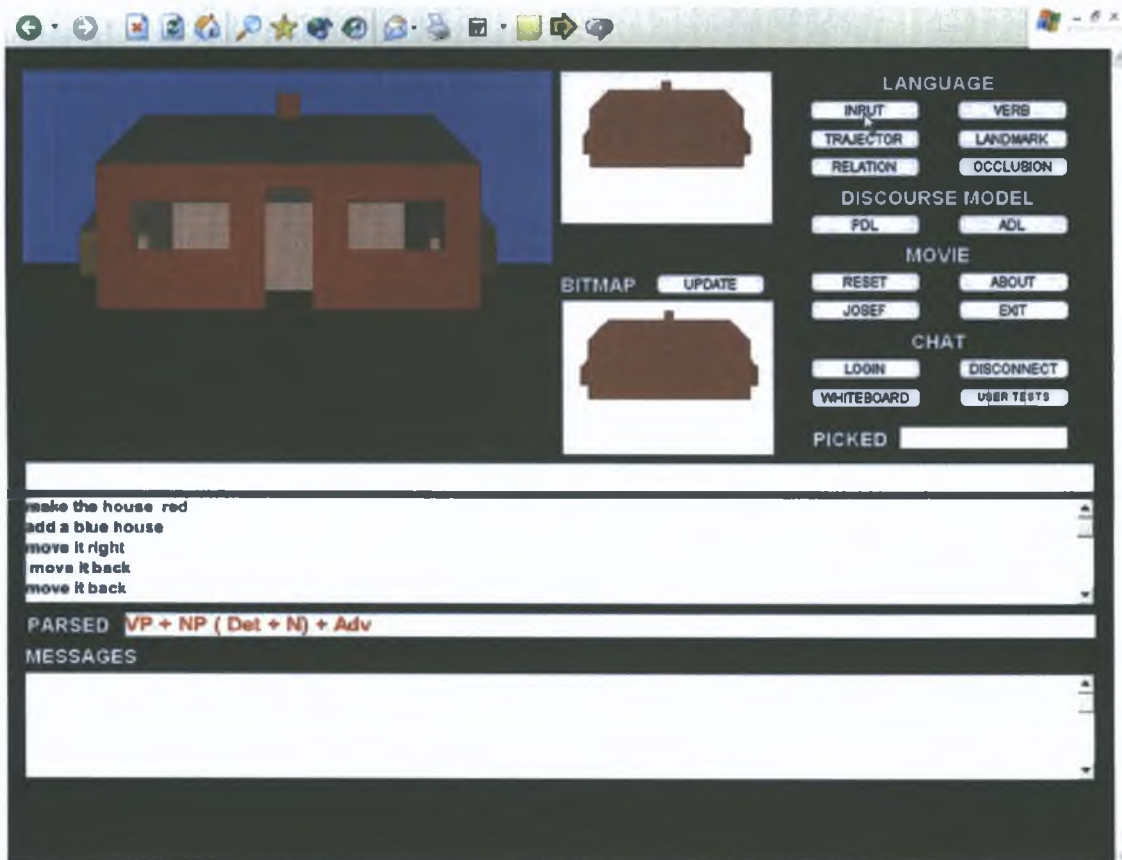 LANGUAGE
INPUT VERB
TRAJECTOR LANDMARK
RELATION OCCLUSION
DISCOURSE MODEL
PDL ADL
MOVIE
BITMAP UPDATE
RESET ABOUT
JOSEF EXIT
CHAT
LOGIN DISCONNECT
WHITEBOARD USER TESTS
PICKED
make the house red
add a blue house
move it right
move it back
move it back
PARSED VP + NP ( Det + N) + Adv
MESSAGES